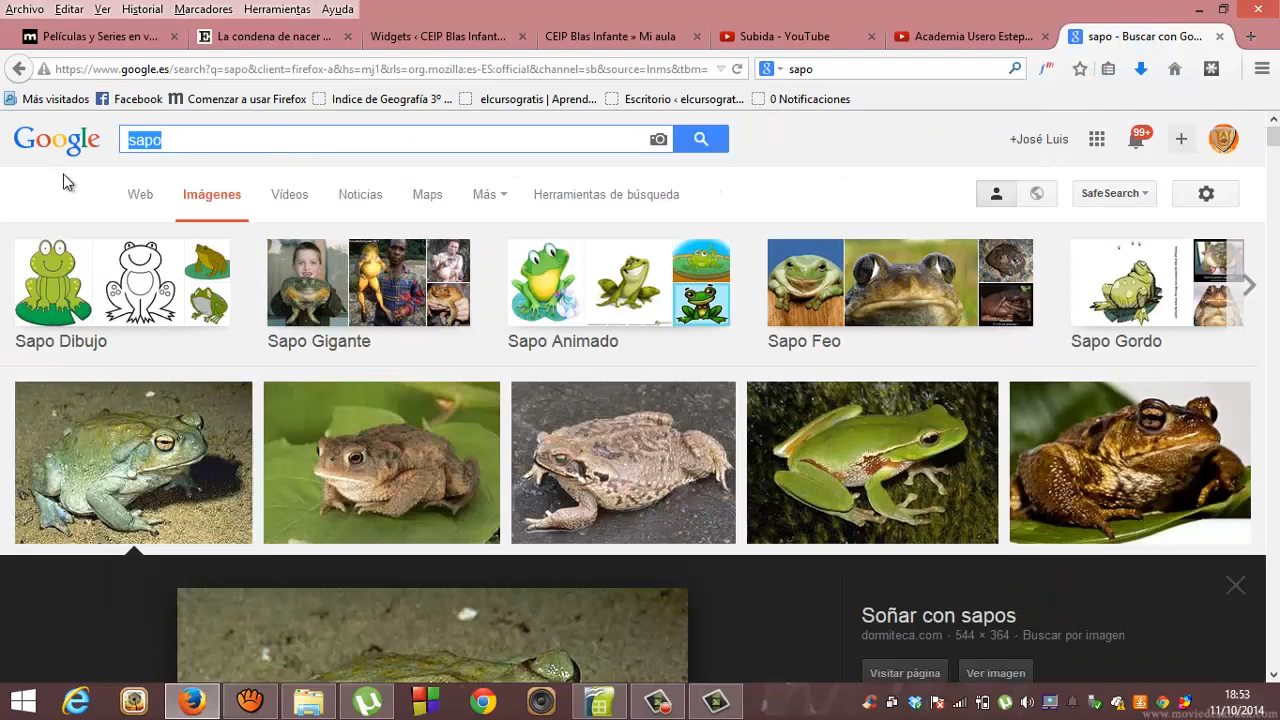 Archivo Editar Ver Historial Marcadores Herramientas Ayuda
Películas y Series en v... La condena de nacer ... Widgets ‹ CEIP Blas Infant... CEIP Blas Infante » Mi aula Subida - YouTube Academia Usero Estep... sapo - Buscar con Go...
https://www.google.es/search?q=sapo&client=firefox-a&hs=mj1&rls=org.mozilla:es-ES:official&channel=sb&source=lnms&tbm= sapo
Más visitados Facebook Comenzar a usar Firefox Indice de Geografía 3º ... elcursogratis | Aprend... Escritorio ‹ elcursograt... 0 Notificaciones
Google sapo +José Luis 99+
Web Imágenes Vídeos Noticias Maps Más Herramientas de búsqueda SafeSearch
Sapo Dibujo Sapo Gigante Sapo Animado Sapo Feo Sapo Gordo
Soñar con sapos
dormiteca.com - 544 × 364 - Buscar por imagen
Visitar página Ver imagen
18:53
11/10/2014